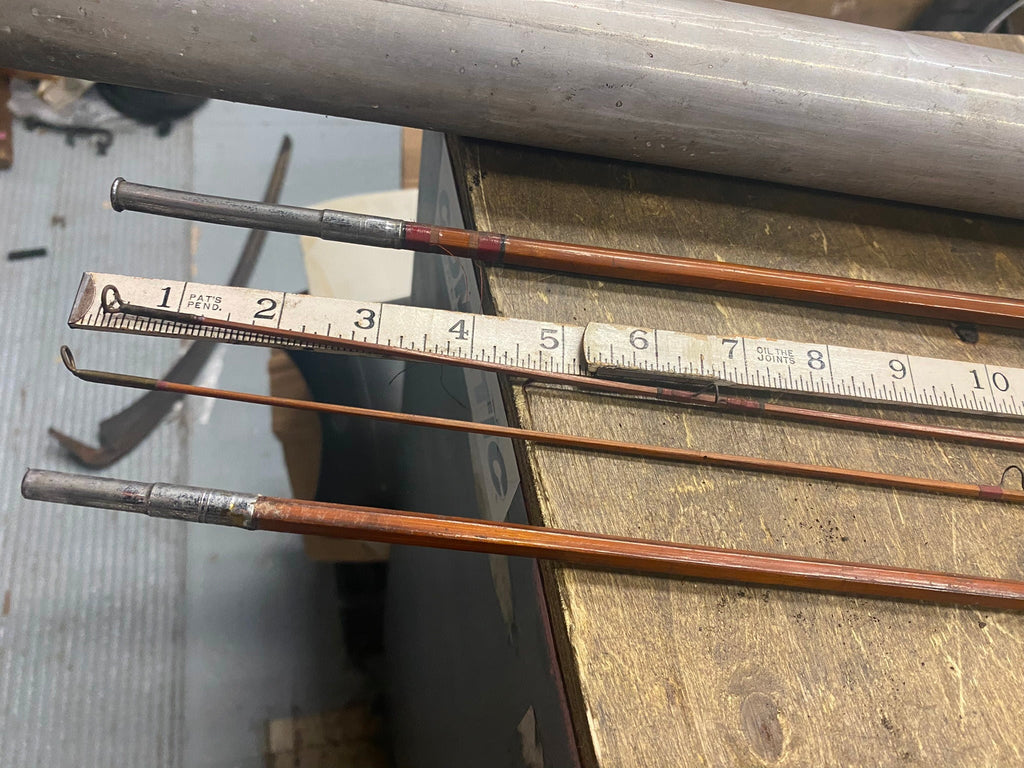 1 PAT'S PEND. 2 3 4 5 6 7 OIL THE JOINTS 8 9 10